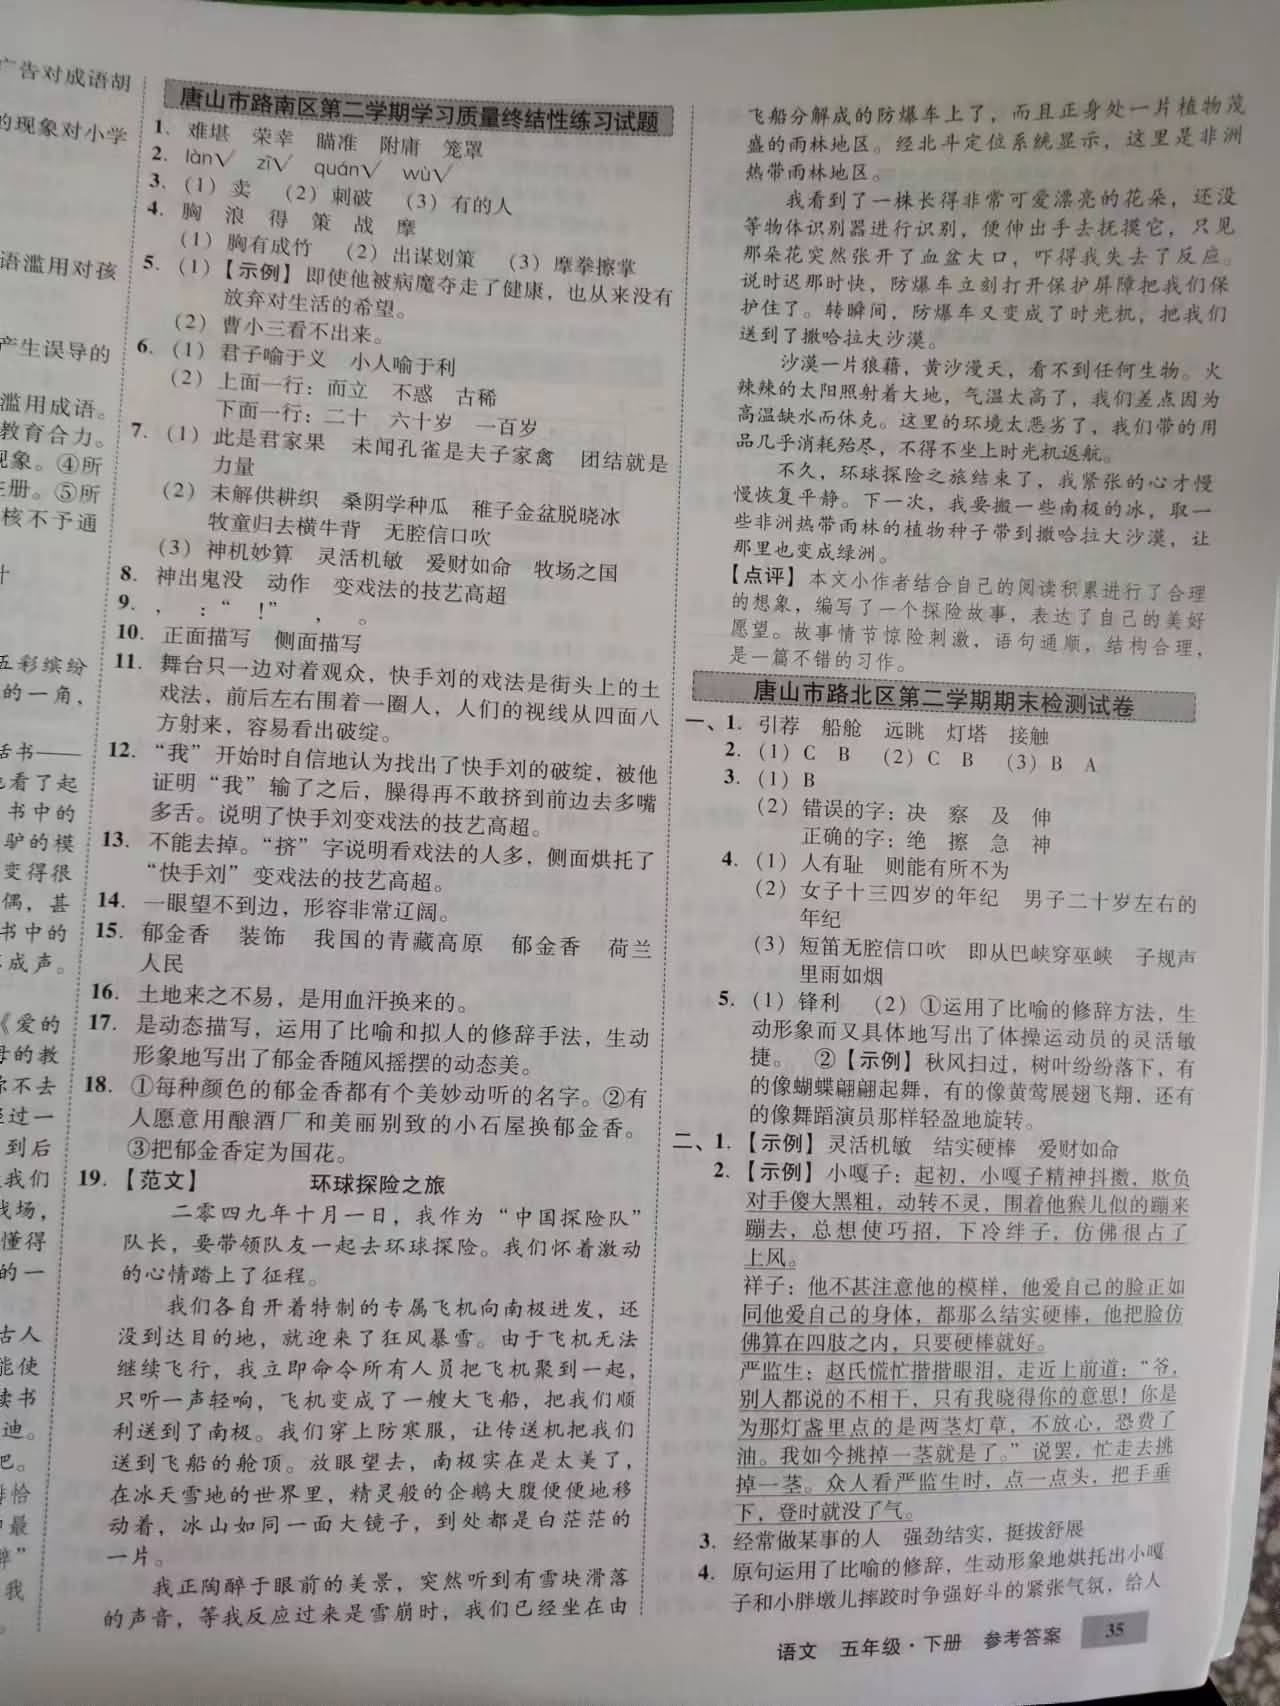 广告对成语胡
的现象对小学
语滥用对孩
产生误导的
滥用成语。
教育合力。
现象。④所
注册。⑤所
核不予通
五彩缤纷
的一角，
活书——
也看了起
书中的
驴的模
变得很
偶，甚
书中的
不成声。
《爱的
母的教
你不去
经过一
到后
我们
战场，
懂得
的一
古人
能使
读书
迪。
吧。
唐山市路南区第二学期学习质量终结性练习试题
1. 难堪 荣幸 瞄准 附庸 笼罩
2. làn√ zǐ√ quán√ wù√
3.（1）卖 （2）刺破 （3）有的人
4. 胸 浪 得 策 战 摩
（1）胸有成竹 （2）出谋划策 （3）摩拳擦掌
5.（1）【示例】即使他被病魔夺走了健康，也从来没有
放弃对生活的希望。
（2）曹小三看不出来。
6.（1）君子喻于义 小人喻于利
（2）上面一行：而立 不惑 古稀
下面一行：二十 六十岁 一百岁
7.（1）此是君家果 未闻孔雀是夫子家禽 团结就是
力量
（2）未解供耕织 桑阴学种瓜 稚子金盆脱晓冰
牧童归去横牛背 无腔信口吹
（3）神机妙算 灵活机敏 爱财如命 牧场之国
8. 神出鬼没 动作 变戏法的技艺高超
9. ， ：“ ！” ， 。
10. 正面描写 侧面描写
11. 舞台只一边对着观众，快手刘的戏法是街头上的土
戏法，前后左右围着一圈人，人们的视线从四面八
方射来，容易看出破绽。
12. “我”开始时自信地认为找出了快手刘的破绽，被他
证明“我”输了之后，臊得再不敢挤到前边去多嘴
多舌。说明了快手刘变戏法的技艺高超。
13. 不能去掉。“挤”字说明看戏法的人多，侧面烘托了
“快手刘”变戏法的技艺高超。
14. 一眼望不到边，形容非常辽阔。
15. 郁金香 装饰 我国的青藏高原 郁金香 荷兰
人民
16. 土地来之不易，是用血汗换来的。
17. 是动态描写，运用了比喻和拟人的修辞手法，生动
形象地写出了郁金香随风摇摆的动态美。
18. ①每种颜色的郁金香都有个美妙动听的名字。②有
人愿意用酿酒厂和美丽别致的小石屋换郁金香。
③把郁金香定为国花。
19.【范文】 环球探险之旅
二零四九年十月一日，我作为“中国探险队”
队长，要带领队友一起去环球探险。我们怀着激动
的心情踏上了征程。
我们各自开着特制的专属飞机向南极进发，还
没到达目的地，就迎来了狂风暴雪。由于飞机无法
继续飞行，我立即命令所有人员把飞机聚到一起，
只听一声轻响，飞机变成了一艘大飞船，把我们顺
利送到了南极。我们穿上防寒服，让传送机把我们
送到飞船的舱顶。放眼望去，南极实在是太美了，
在冰天雪地的世界里，精灵般的企鹅大腹便便地移
动着，冰山如同一面大镜子，到处都是白茫茫的
一片。
我正陶醉于眼前的美景，突然听到有雪块滑落
的声音，等我反应过来是雪崩时，我们已经坐在由
飞船分解成的防爆车上了，而且正身处一片植物茂
盛的雨林地区。经北斗定位系统显示，这里是非洲
热带雨林地区。
我看到了一株长得非常可爱漂亮的花朵，还没
等物体识别器进行识别，便伸出手去抚摸它，只见
那朵花突然张开了血盆大口，吓得我失去了反应。
说时迟那时快，防爆车立刻打开保护屏障把我们保
护住了。转瞬间，防爆车又变成了时光机，把我们
送到了撒哈拉大沙漠。
沙漠一片狼藉，黄沙漫天，看不到任何生物。火
辣辣的太阳照射着大地，气温太高了，我们差点因为
高温缺水而休克。这里的环境太恶劣了，我们带的用
品几乎消耗殆尽，不得不坐上时光机返航。
不久，环球探险之旅结束了，我紧张的心才慢
慢恢复平静。下一次，我要搬一些南极的冰，取一
些非洲热带雨林的植物种子带到撒哈拉大沙漠，让
那里也变成绿洲。
【点评】本文小作者结合自己的阅读积累进行了合理
的想象，编写了一个探险故事，表达了自己的美好
愿望。故事情节惊险刺激，语句通顺，结构合理，
是一篇不错的习作。
唐山市路北区第二学期期末检测试卷
一、1. 引荐 船舱 远眺 灯塔 接触
2.（1）C B （2）C B （3）B A
3.（1）B
（2）错误的字：决 察 及 伸
正确的字：绝 擦 急 神
4.（1）人有耻 则能有所不为
（2）女子十三四岁的年纪 男子二十岁左右的
年纪
（3）短笛无腔信口吹 即从巴峡穿巫峡 子规声
里雨如烟
5.（1）锋利 （2）①运用了比喻的修辞方法，生
动形象而又具体地写出了体操运动员的灵活敏
捷。 ②【示例】秋风扫过，树叶纷纷落下，有
的像蝴蝶翩翩起舞，有的像黄莺展翅飞翔，还有
的像舞蹈演员那样轻盈地旋转。
二、1.【示例】灵活机敏 结实硬棒 爱财如命
2.【示例】小嘎子：起初，小嘎子精神抖擞，欺负
对手傻大黑粗，动转不灵，围着他猴儿似的蹦来
蹦去，总想使巧招，下冷绊子，仿佛很占了
上风。
祥子：他不甚注意他的模样，他爱自己的脸正如
同他爱自己的身体，都那么结实硬棒，他把脸仿
佛算在四肢之内，只要硬棒就好。
严监生：赵氏慌忙揩揩眼泪，走近上前道：“爷，
别人都说的不相干，只有我晓得你的意思！你是
为那灯盏里点的是两茎灯草，不放心，恐费了
油。我如今挑掉一茎就是了。”说罢，忙走去挑
掉一茎。众人看严监生时，点一点头，把手垂
下，登时就没了气。
3. 经常做某事的人 强劲结实，挺拔舒展
4. 原句运用了比喻的修辞，生动形象地烘托出小嘎
子和小胖墩儿摔跤时争强好斗的紧张气氛，给人
语文 五年级·下册 参考答案 35